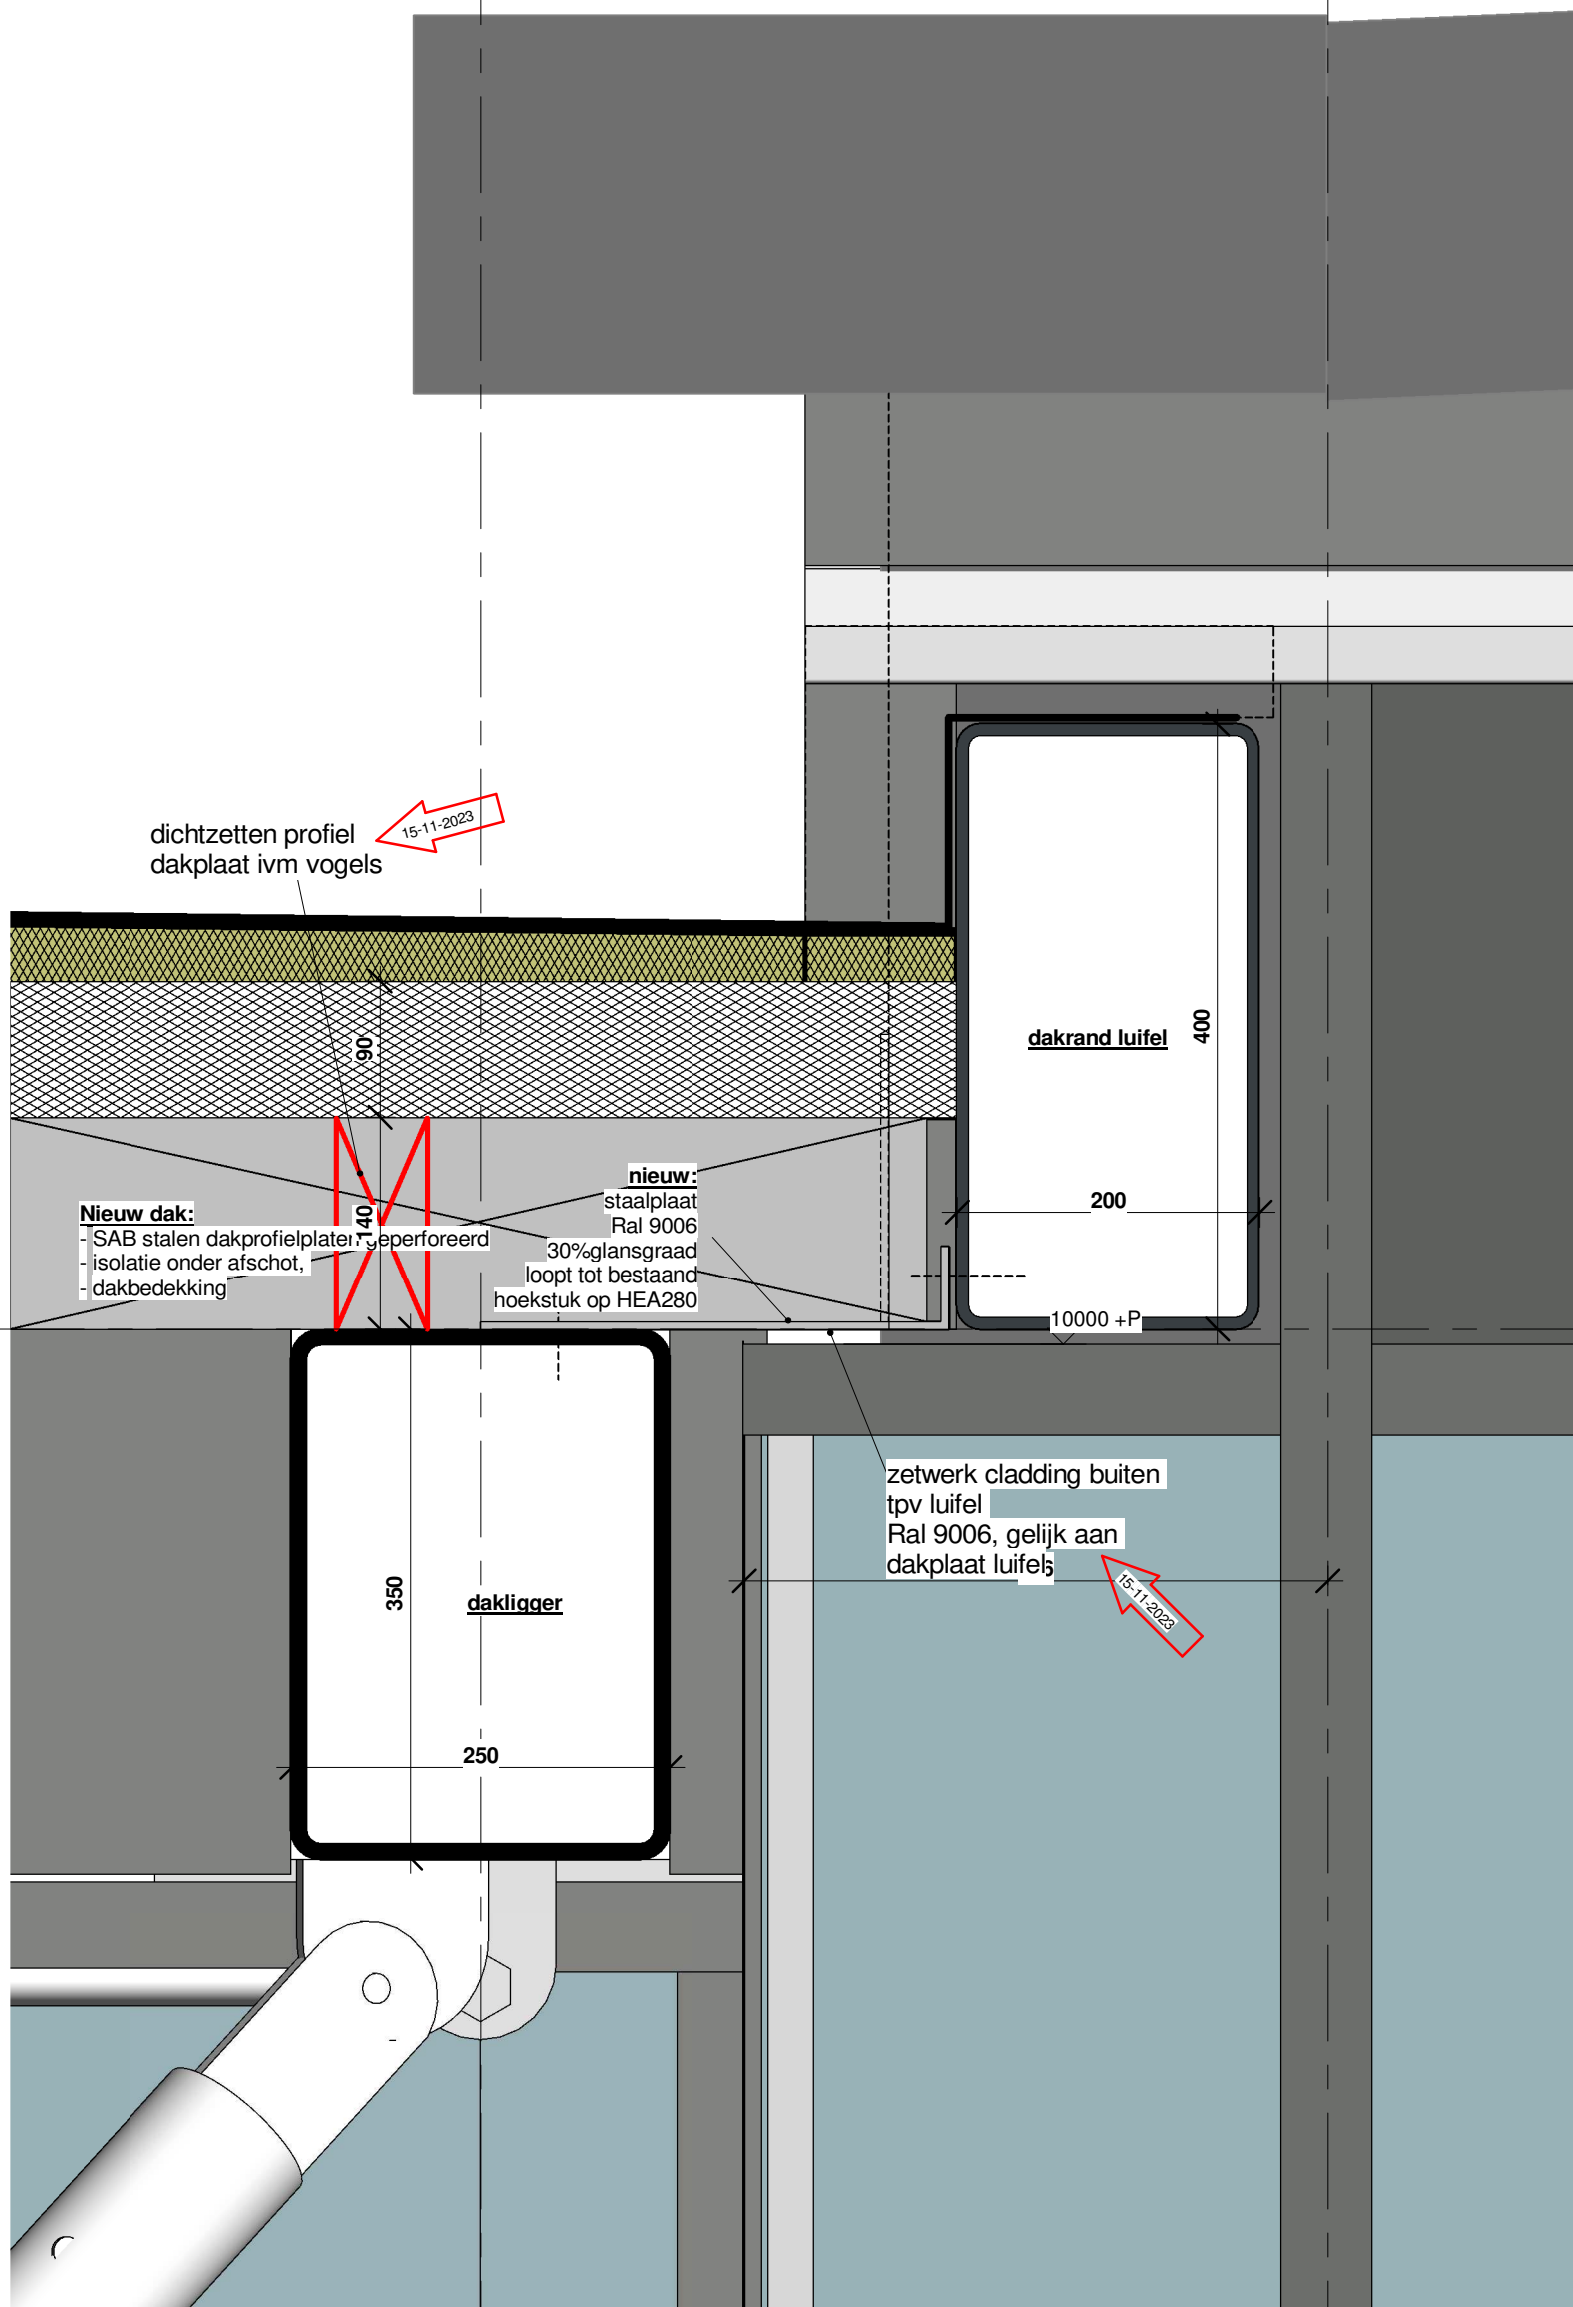 dichtzetten profiel
dakplaat ivm vogels
15-11-2023
90
400
dakrand luifel
200
nieuw:
staalplaat
Ral 9006
30%glansgraad
loopt tot bestaand
hoekstuk op HEA280
Nieuw dak:
- SAB stalen dakprofielplaten geperforeerd
- isolatie onder afschot,
- dakbedekking
140
10000 +P
zetwerk cladding buiten
tpv luifel
Ral 9006, gelijk aan
dakplaat luifel
15-11-2023
350
dakligger
250